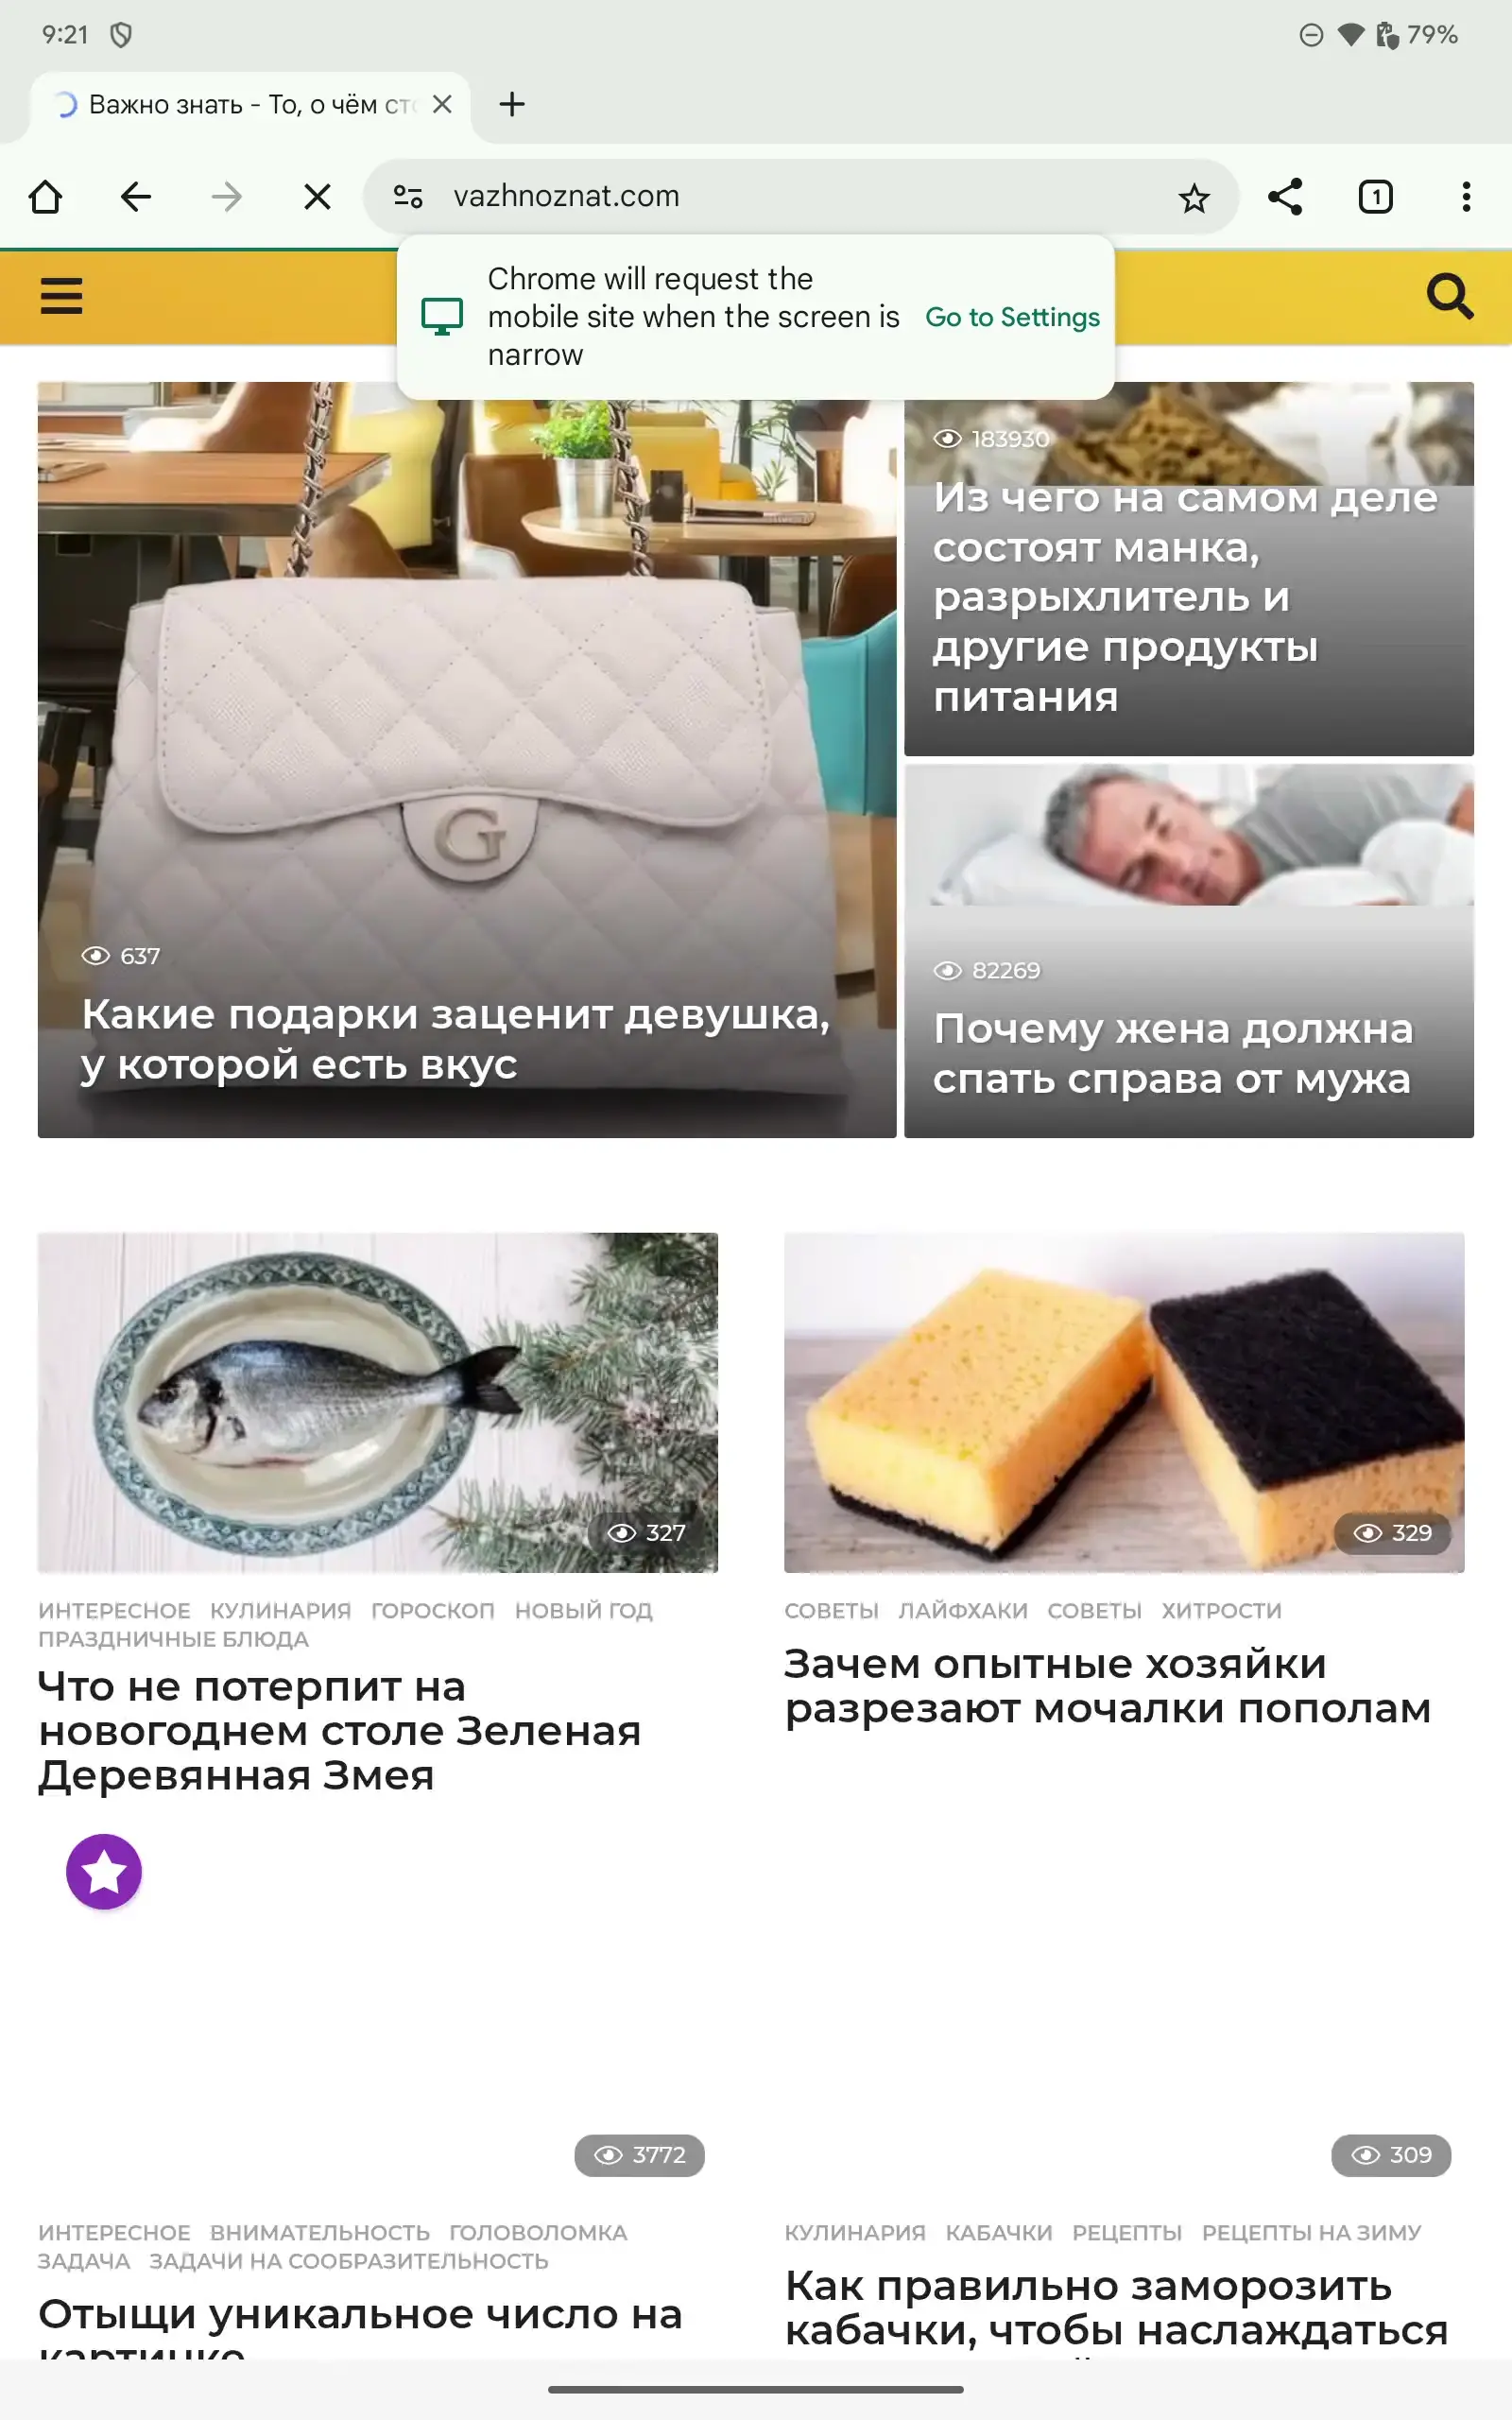 9:21
79%
Важно знать - То, о чём сто
vazhnoznat.com
1
Chrome will request the
mobile site when the screen is
narrow
Go to Settings
183930
Из чего на самом деле
состоят манка,
разрыхлитель и
другие продукты
питания
G
637
Какие подарки заценит девушка,
у которой есть вкус
82269
Почему жена должна
спать справа от мужа
327
ИНТЕРЕСНОЕ КУЛИНАРИЯ ГОРОСКОП НОВЫЙ ГОД
ПРАЗДНИЧНЫЕ БЛЮДА
Что не потерпит на
новогоднем столе Зеленая
Деревянная Змея
329
СОВЕТЫ ЛАЙФХАКИ СОВЕТЫ ХИТРОСТИ
Зачем опытные хозяйки
разрезают мочалки пополам
3772
ИНТЕРЕСНОЕ ВНИМАТЕЛЬНОСТЬ ГОЛОВОЛОМКА
ЗАДАЧА ЗАДАЧИ НА СООБРАЗИТЕЛЬНОСТЬ
Отыщи уникальное число на
картинке
309
КУЛИНАРИЯ КАБАЧКИ РЕЦЕПТЫ РЕЦЕПТЫ НА ЗИМУ
Как правильно заморозить
кабачки, чтобы наслаждаться